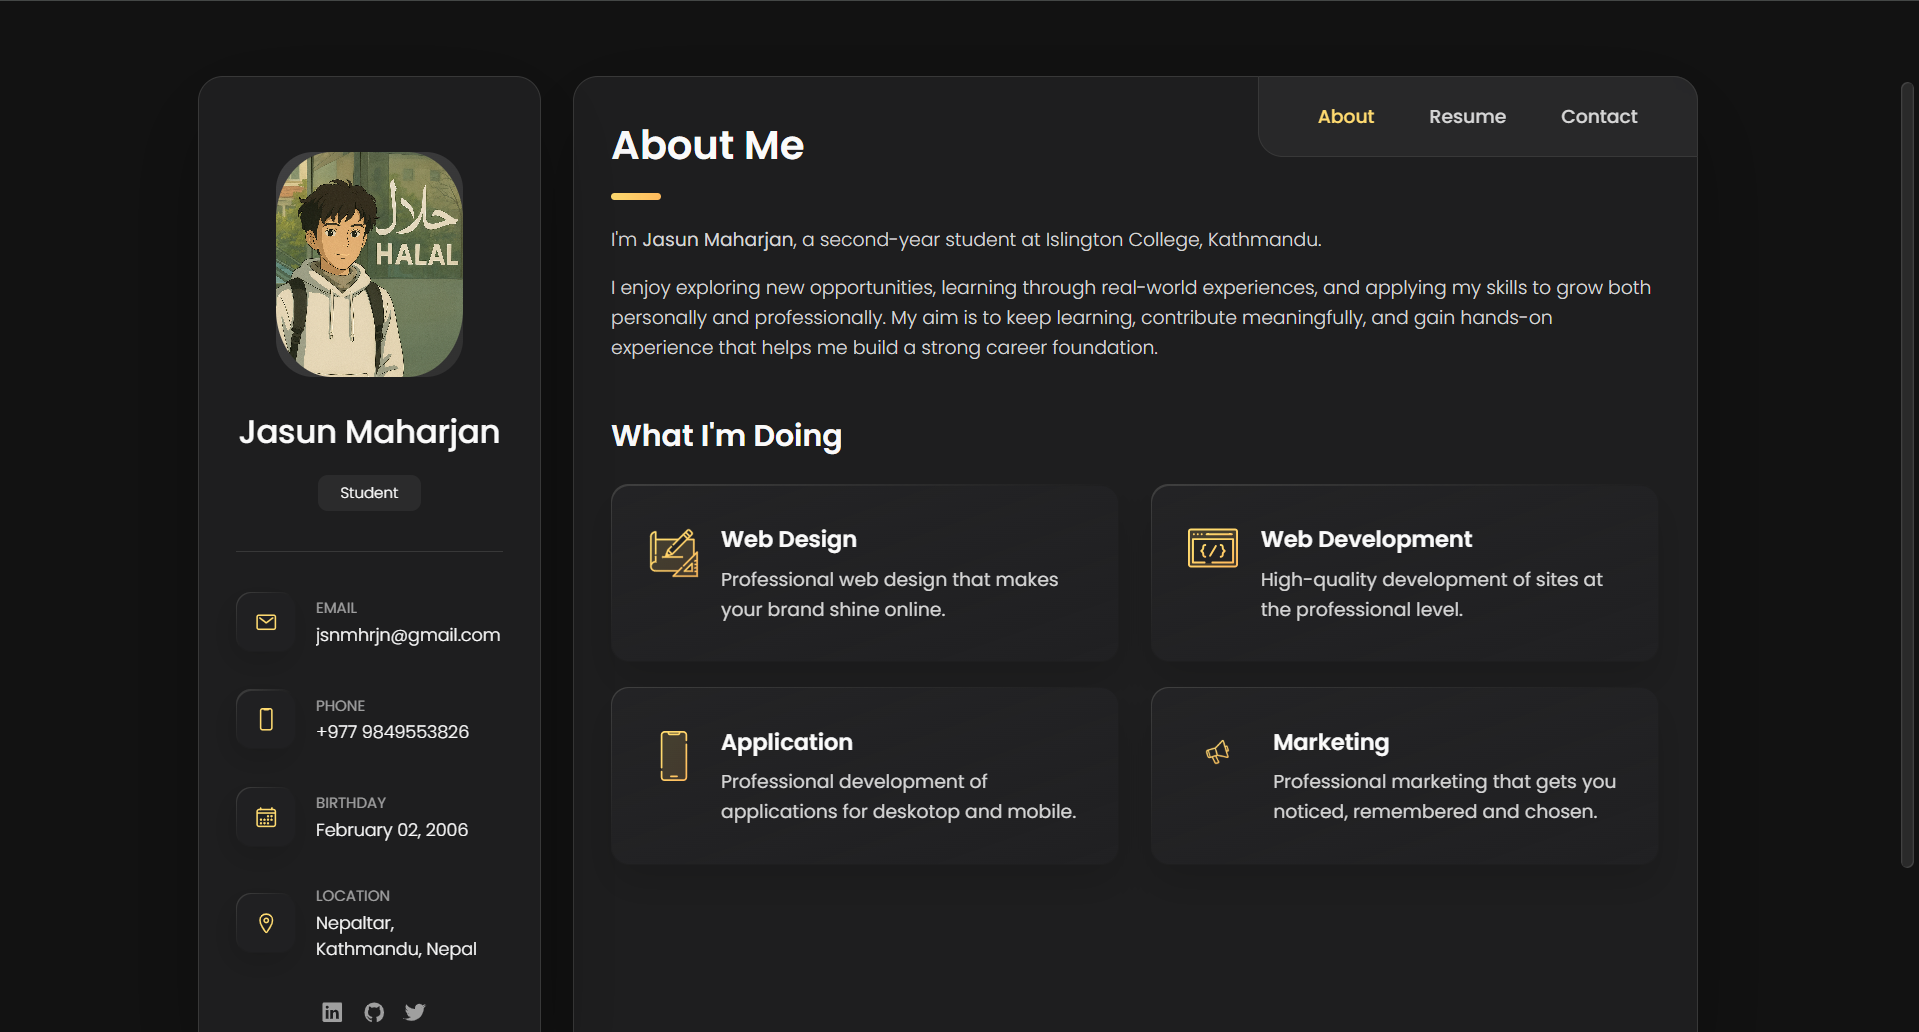 حلال
HALAL
Jasun Maharjan
Student
EMAIL
jsnmhrjn@gmail.com
PHONE
+977 9849553826
BIRTHDAY
February 02, 2006
LOCATION
Nepaltar,
Kathmandu, Nepal
in
About Resume Contact
About Me
I'm Jasun Maharjan, a second-year student at Islington College, Kathmandu.
I enjoy exploring new opportunities, learning through real-world experiences, and applying my skills to grow both
personally and professionally. My aim is to keep learning, contribute meaningfully, and gain hands-on
experience that helps me build a strong career foundation.
What I'm Doing
Web Design
Professional web design that makes
your brand shine online.
Web Development
High-quality development of sites at
the professional level.
Application
Professional development of
applications for deskotop and mobile.
Marketing
Professional marketing that gets you
noticed, remembered and chosen.